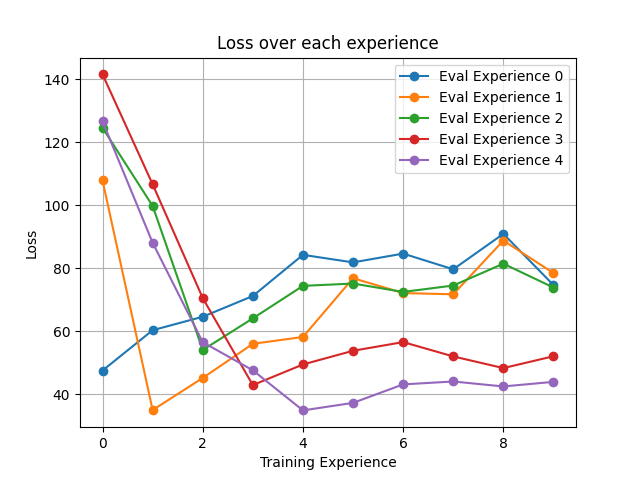 Loss over each experience
140
120
100
80
60
40
Loss
Eval Experience 0
Eval Experience 1
Eval Experience 2
Eval Experience 3
Eval Experience 4
0 2 4 6 8
Training Experience